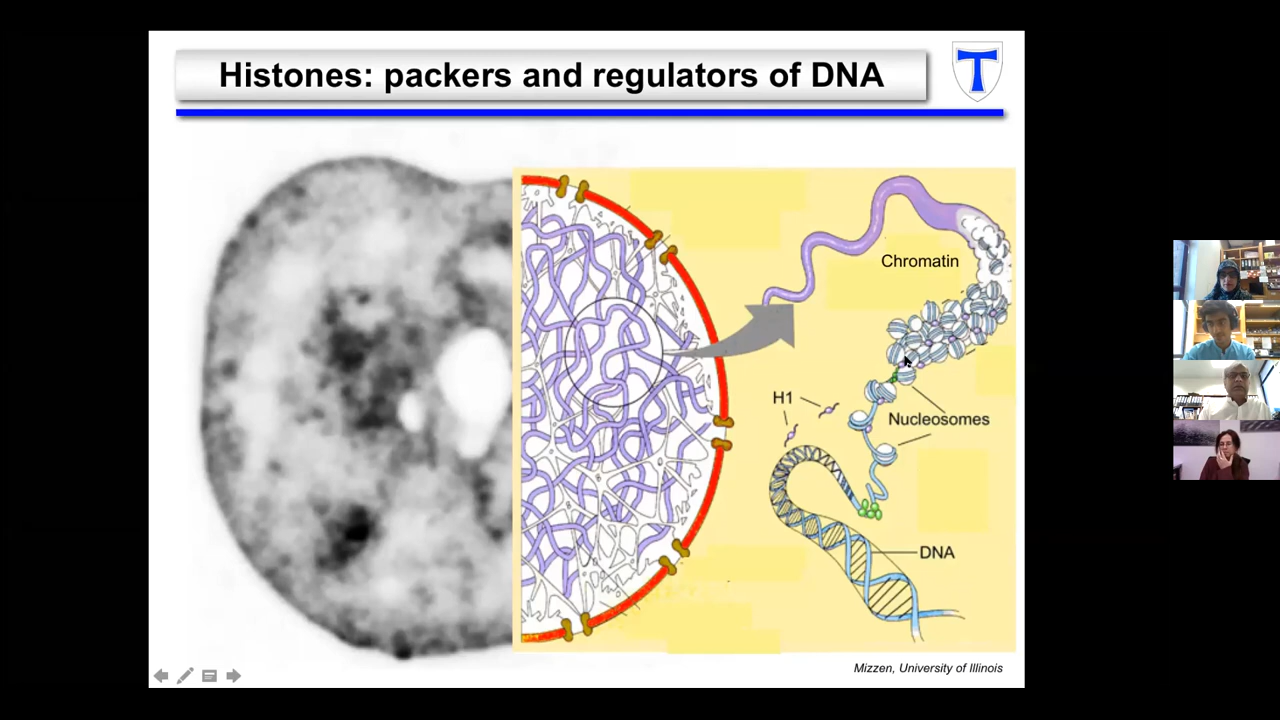 Histones: packers and regulators of DNA
T
Chromatin
H1
Nucleosomes
DNA
Mizzen, University of Illinois